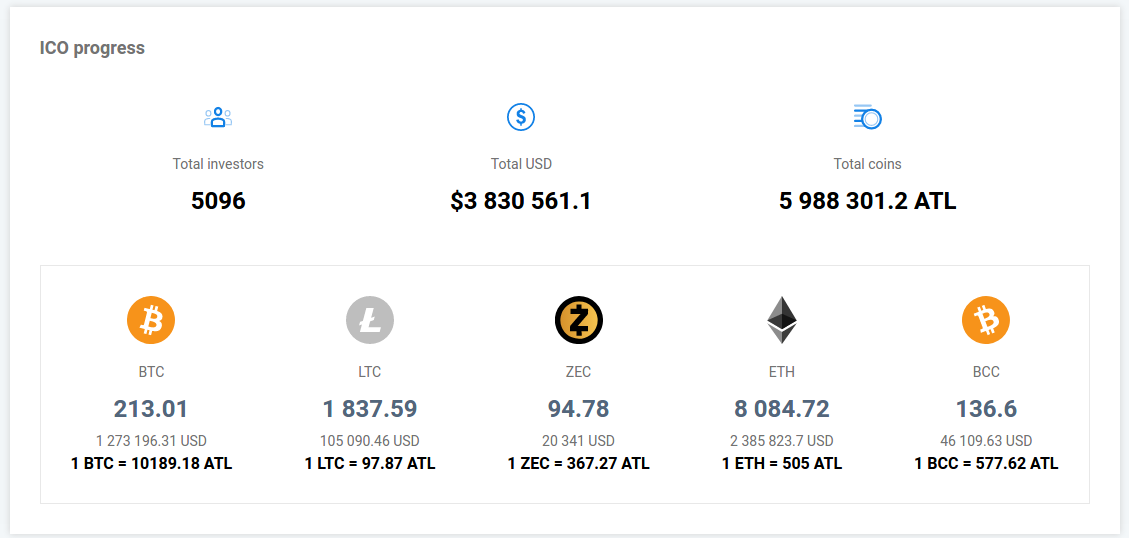 ICO progress
Total investors
5096
Total USD
$3 830 561.1
Total coins
5 988 301.2 ATL
BTC
213.01
1 273 196.31 USD
1 BTC = 10189.18 ATL
LTC
1 837.59
105 090.46 USD
1 LTC = 97.87 ATL
ZEC
94.78
20 341 USD
1 ZEC = 367.27 ATL
ETH
8 084.72
2 385 823.7 USD
1 ETH = 505 ATL
BCC
136.6
46 109.63 USD
1 BCC = 577.62 ATL